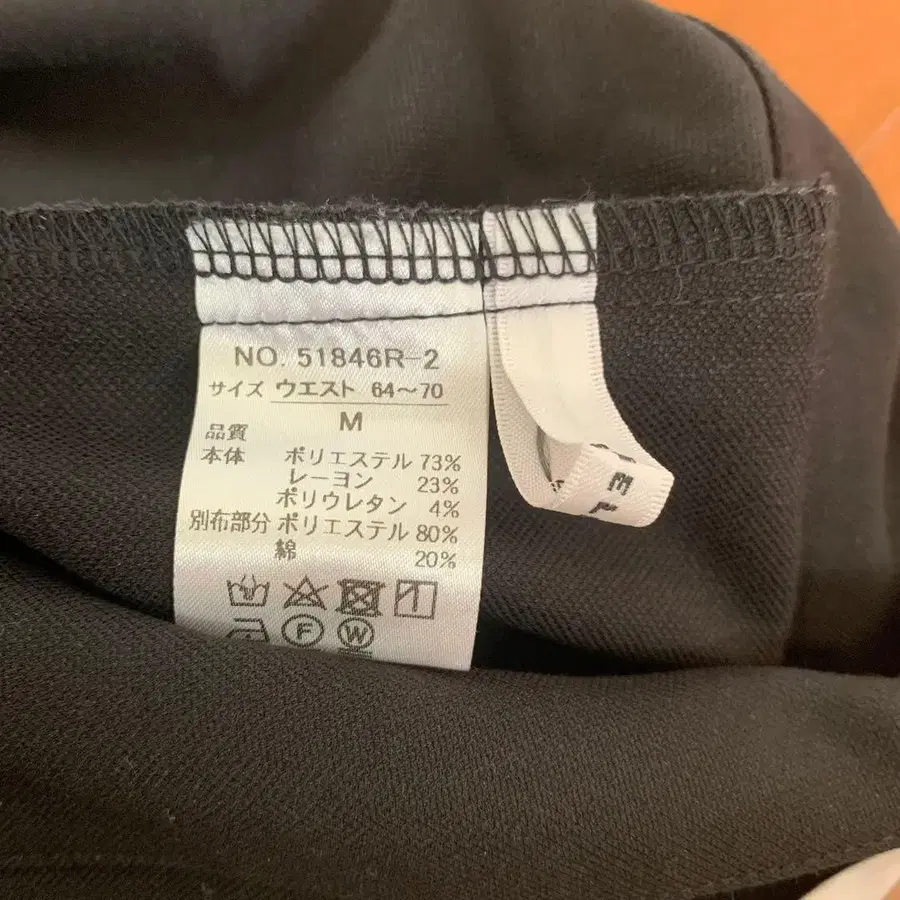 NO. 51846R-2
サイズ ウエスト 64～70
M
品質
本体 ポリエステル 73%
レーヨン 23%
ポリウレタン 4%
別布部分 ポリエステル 80%
綿 20%
F W